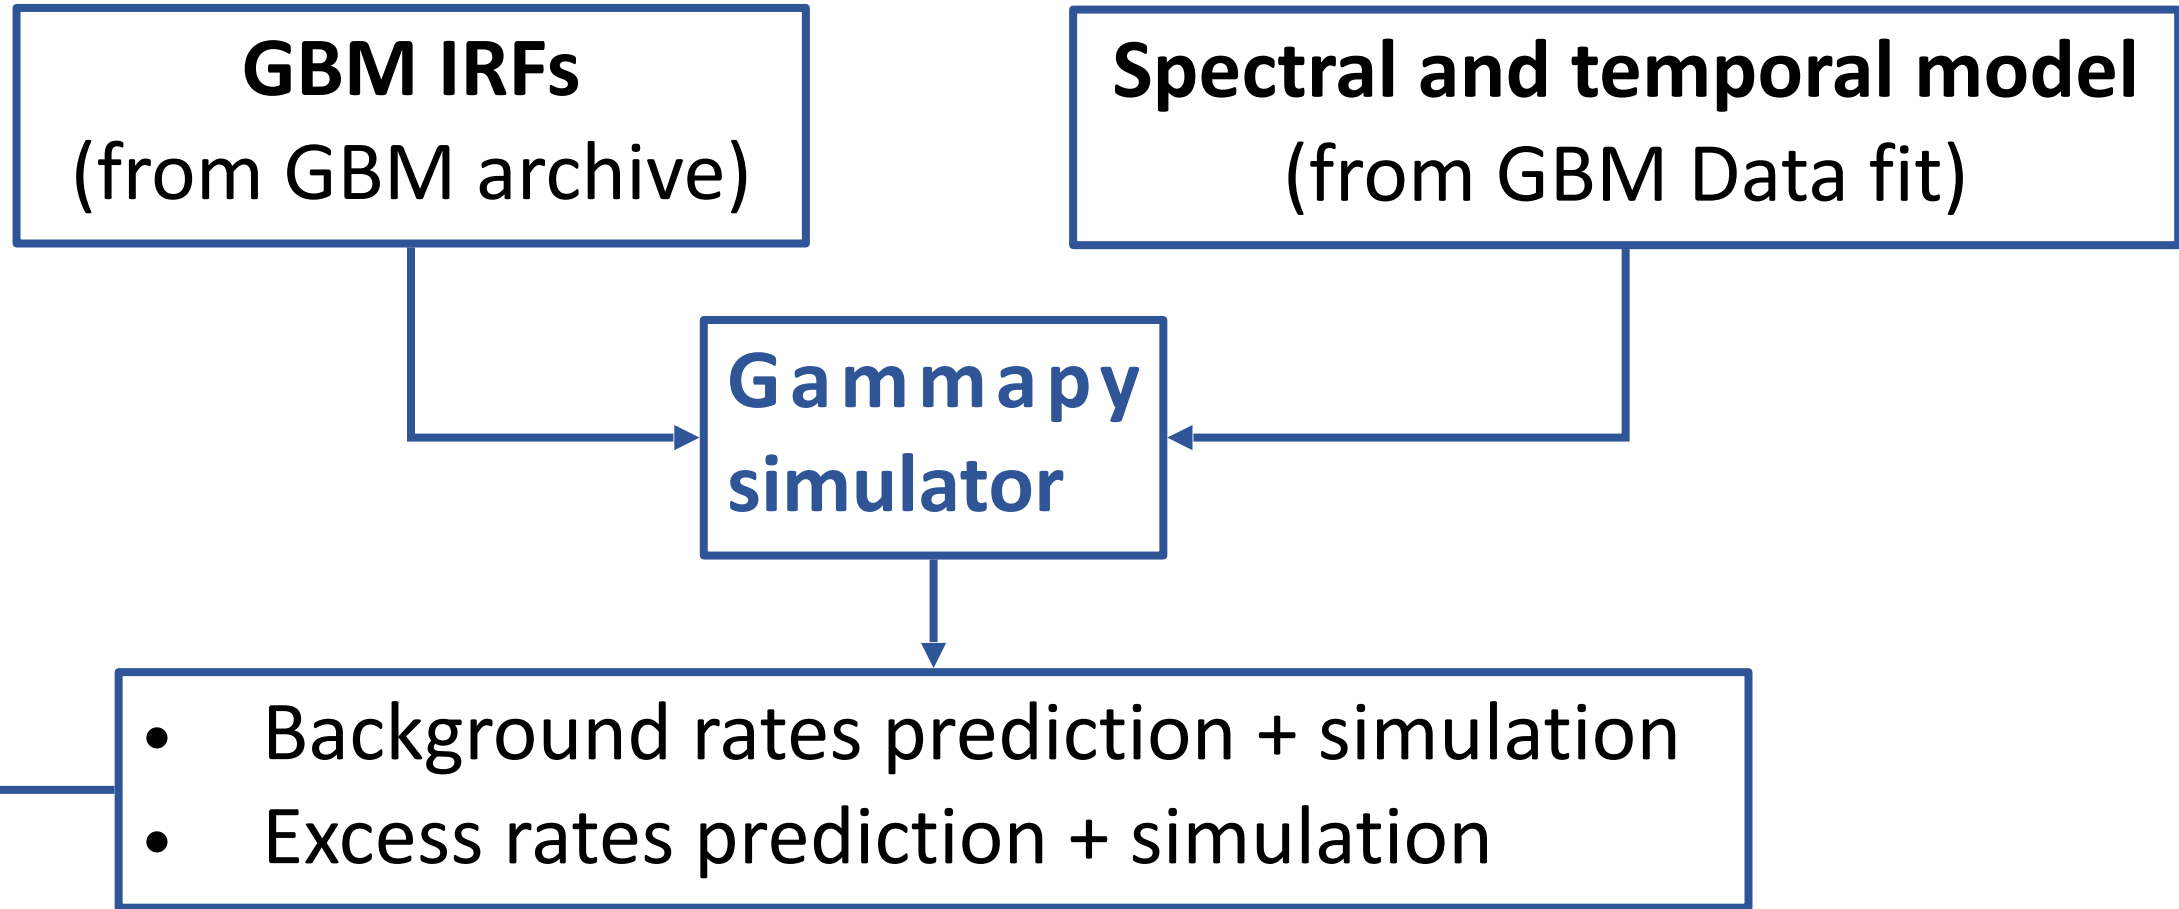 GBM IRFs
(from GBM archive)
Spectral and temporal model
(from GBM Data fit)
Gammapy
simulator
• Background rates prediction + simulation
• Excess rates prediction + simulation